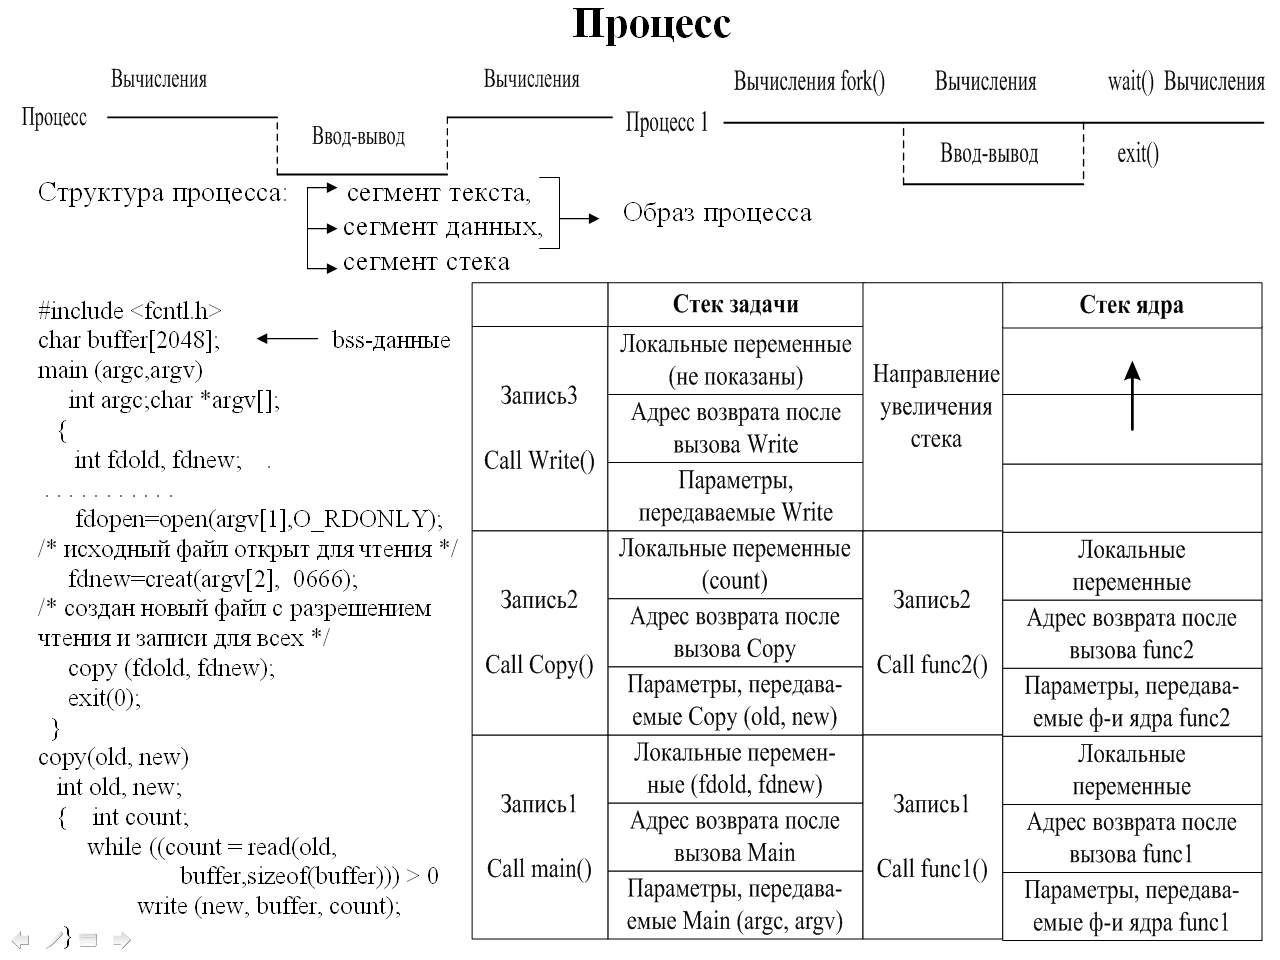 Процесс
Вычисления
Вычисления
Процесс
Ввод-вывод
Вычисления fork()
Вычисления
wait() Вычисления
Процесс 1
Ввод-вывод
exit()
Структура процесса:
сегмент текста,
сегмент данных,
сегмент стека
Образ процесса
#include <fcntl.h>
char buffer[2048];
bss-данные
main (argc,argv)
int argc;char *argv[];
{
int fdold, fdnew; .
. . . . . . . . . . .
fdopen=open(argv[1],O_RDONLY);
/* исходный файл открыт для чтения */
fdnew=creat(argv[2], 0666);
/* создан новый файл с разрешением
чтения и записи для всех */
copy (fdold, fdnew);
exit(0);
}
copy(old, new)
int old, new;
{ int count;
while ((count = read(old,
buffer,sizeof(buffer))) > 0
write (new, buffer, count);
}
Стек задачи
Стек ядра
Запись3
Call Write()
Локальные переменные
(не показаны)
Адрес возврата после
вызова Write
Параметры,
передаваемые Write
Направление
увеличения
стека
Запись2
Call Copy()
Локальные переменные
(count)
Адрес возврата после
вызова Copy
Параметры, передава-
емые Copy (old, new)
Запись2
Call func2()
Локальные
переменные
Адрес возврата после
вызова func2
Параметры, передава-
емые ф-и ядра func2
Запись1
Call main()
Локальные перемен-
ные (fdold, fdnew)
Адрес возврата после
вызова Main
Параметры, передава-
емые Main (argc, argv)
Запись1
Call func1()
Локальные
переменные
Адрес возврата после
вызова func1
Параметры, передава-
емые ф-и ядра func1